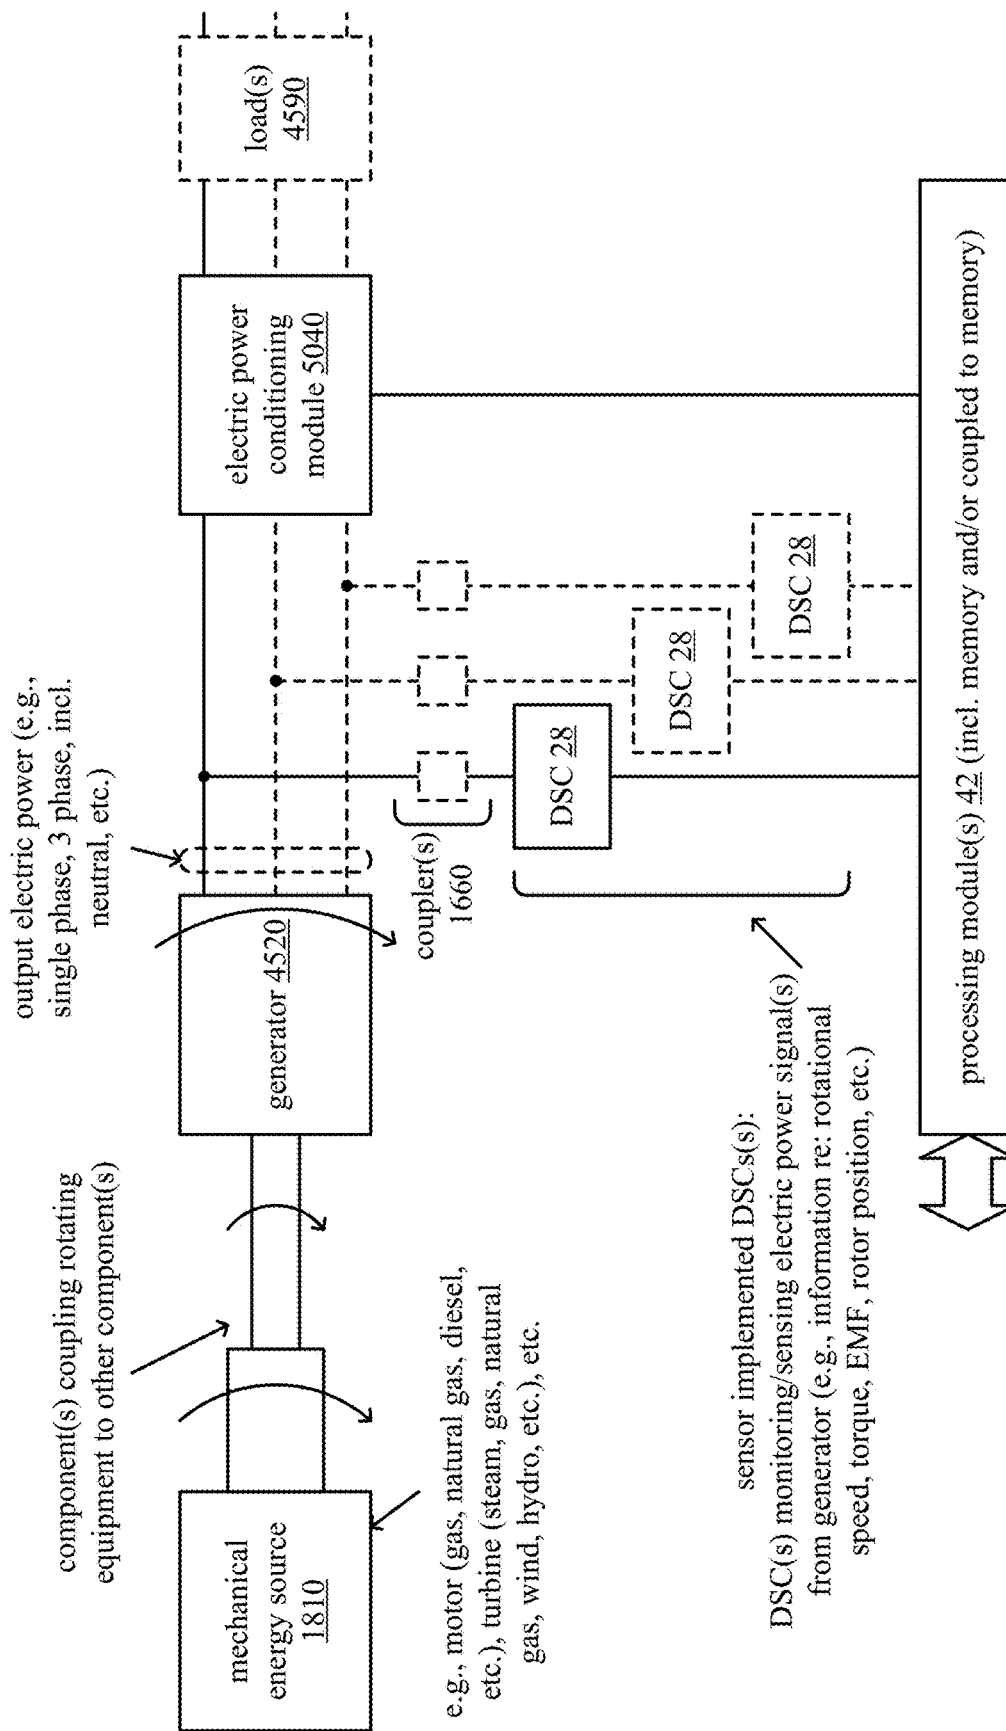 component(s) coupling rotating
equipment to other component(s)
output electric power (e.g.,
single phase, 3 phase, incl.
neutral, etc.)
mechanical
energy source
1810
generator 4520
electric power
conditioning
module 5040
load(s)
4590
e.g., motor (gas, natural gas, diesel,
etc.), turbine (steam, gas, natural
gas, wind, hydro, etc.), etc.
coupler(s)
1660
DSC 28
DSC 28
DSC 28
sensor implemented DSCs(s):
DSC(s) monitoring/sensing electric power signal(s)
from generator (e.g., information re: rotational
speed, torque, EMF, rotor position, etc.)
processing module(s) 42 (incl. memory and/or coupled to memory)